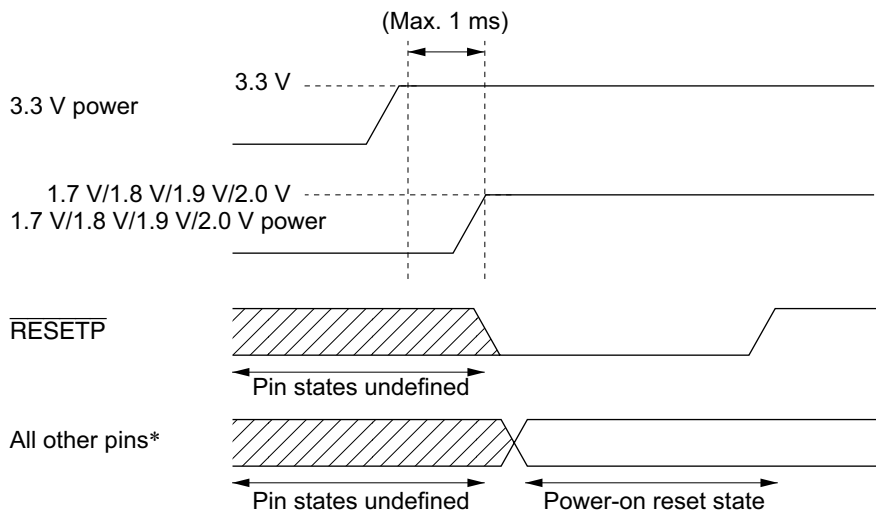 (Max. 1 ms)
3.3 V
3.3 V power
1.7 V/1.8 V/1.9 V/2.0 V
1.7 V/1.8 V/1.9 V/2.0 V power
RESETP
Pin states undefined
All other pins*
Pin states undefined
Power-on reset state